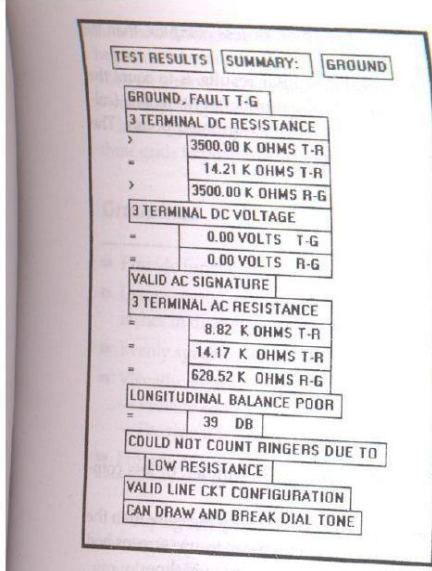 TEST RESULTS SUMMARY: GROUND
GROUND, FAULT T-G
3 TERMINAL DC RESISTANCE
> 3500.00 K OHMS T-R
= 14.21 K OHMS T-R
> 3500.00 K OHMS R-G
3 TERMINAL DC VOLTAGE
= 0.00 VOLTS T-G
= 0.00 VOLTS R-G
VALID AC SIGNATURE
3 TERMINAL AC RESISTANCE
= 8.82 K OHMS T-R
= 14.17 K OHMS T-R
= 628.52 K OHMS R-G
LONGITUDINAL BALANCE POOR
= 39 DB
COULD NOT COUNT RINGERS DUE TO
LOW RESISTANCE
VALID LINE CKT CONFIGURATION
CAN DRAW AND BREAK DIAL TONE